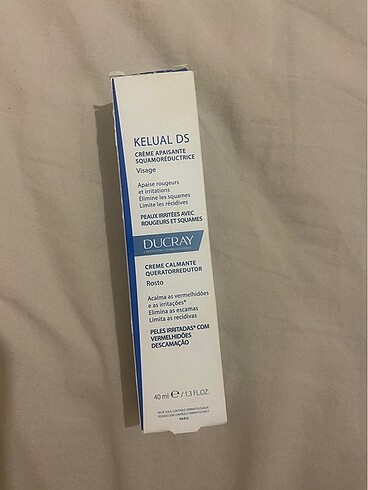 KELUAL DS
CRÈME APAISANTE
SQUAMORÉDUCTRICE
Visage
Apaise rougeurs
et irritations
Élimine les squames
Limite les récidives
PEAUX IRRITÉES AVEC
ROUGEURS ET SQUAMES
DUCRAY
CREME CALMANTE
QUERATORREDUTOR
Rosto
Acalma as vermelhidões
e as irritações*
Elimina as escamas
Limita as recidivas
PELES IRRITADAS* COM
VERMELHIDÕES
DESCAMAÇÃO
40 ml e / 1.3 FL.OZ.
PARIS